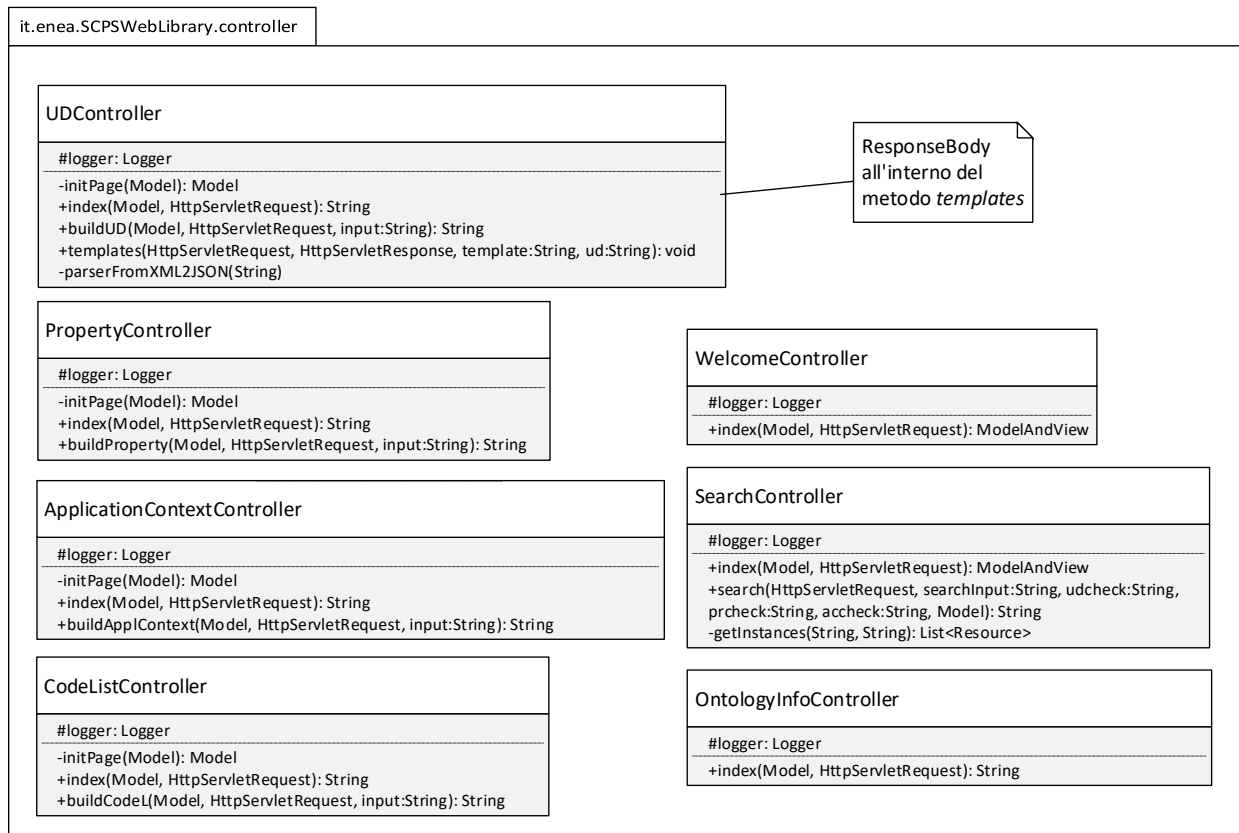 it.enea.SCPSWebLibrary.controller
UDController
#logger: Logger
-initPage(Model): Model
+index(Model, HttpServletRequest): String
+buildUD(Model, HttpServletRequest, input:String): String
+templates(HttpServletRequest, HttpServletResponse, template:String, ud:String): void
-parserFromXML2JSON(String)
ResponseBody
all'interno del
metodo templates
PropertyController
#logger: Logger
-initPage(Model): Model
+index(Model, HttpServletRequest): String
+buildProperty(Model, HttpServletRequest, input:String): String
WelcomeController
#logger: Logger
+index(Model, HttpServletRequest): ModelAndView
ApplicationContextController
#logger: Logger
-initPage(Model): Model
+index(Model, HttpServletRequest): String
+buildApplContext(Model, HttpServletRequest, input:String): String
SearchController
#logger: Logger
+index(Model, HttpServletRequest): ModelAndView
+search(HttpServletRequest, searchInput:String, udcheck:String,
prcheck:String, accheck:String, Model): String
-getInstances(String, String): List<Resource>
CodeListController
#logger: Logger
-initPage(Model): Model
+index(Model, HttpServletRequest): String
+buildCodeL(Model, HttpServletRequest, input:String): String
OntologyInfoController
#logger: Logger
+index(Model, HttpServletRequest): String